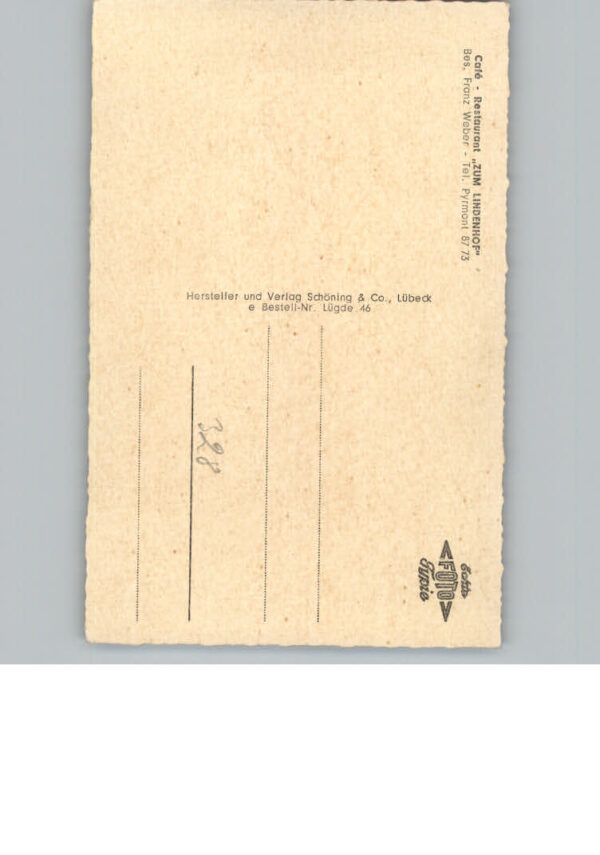 Café - Restaurant „ZUM LINDENHOF“
Bes. Franz Weber - Tel. Pyrmont 87 73
Hersteller und Verlag Schöning & Co., Lübeck
e Bestell-Nr. Lügde 46
328
Echte
FOTO
Typie